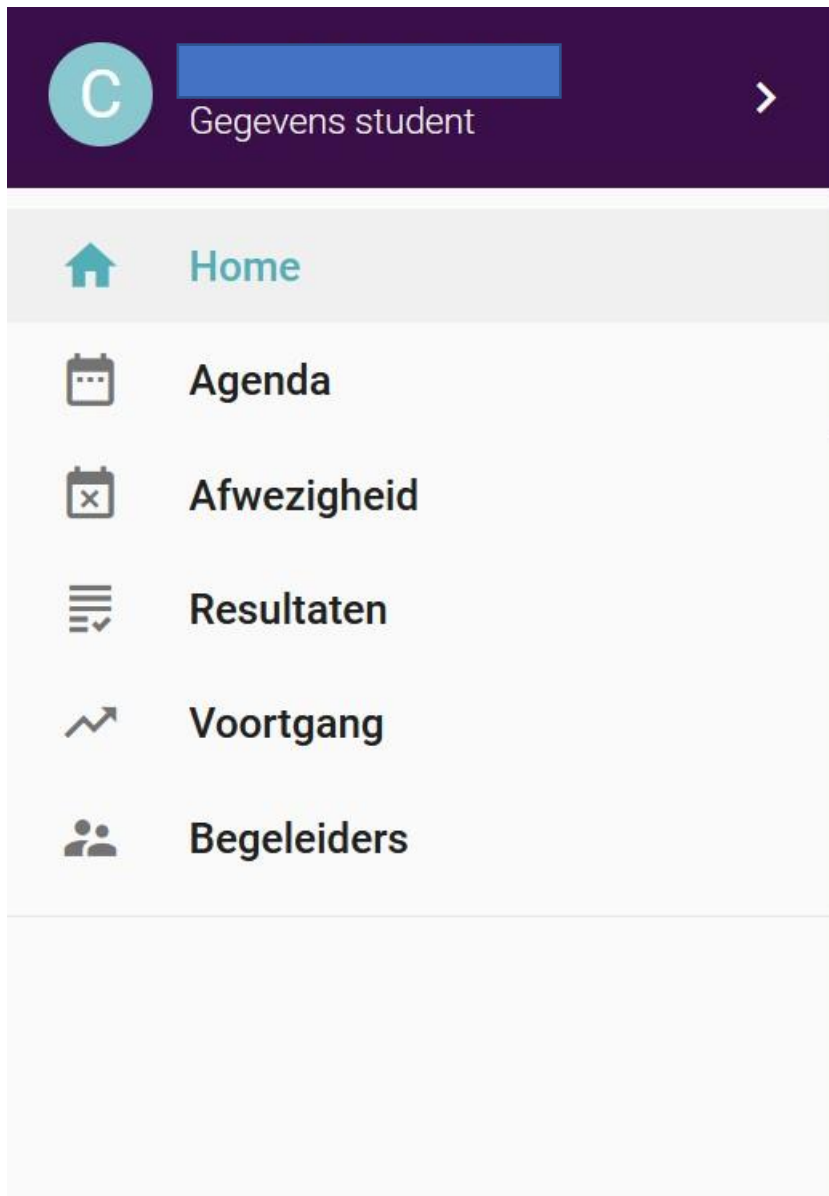 C
Gegevens student
Home
Agenda
Afwezigheid
Resultaten
Voortgang
Begeleiders